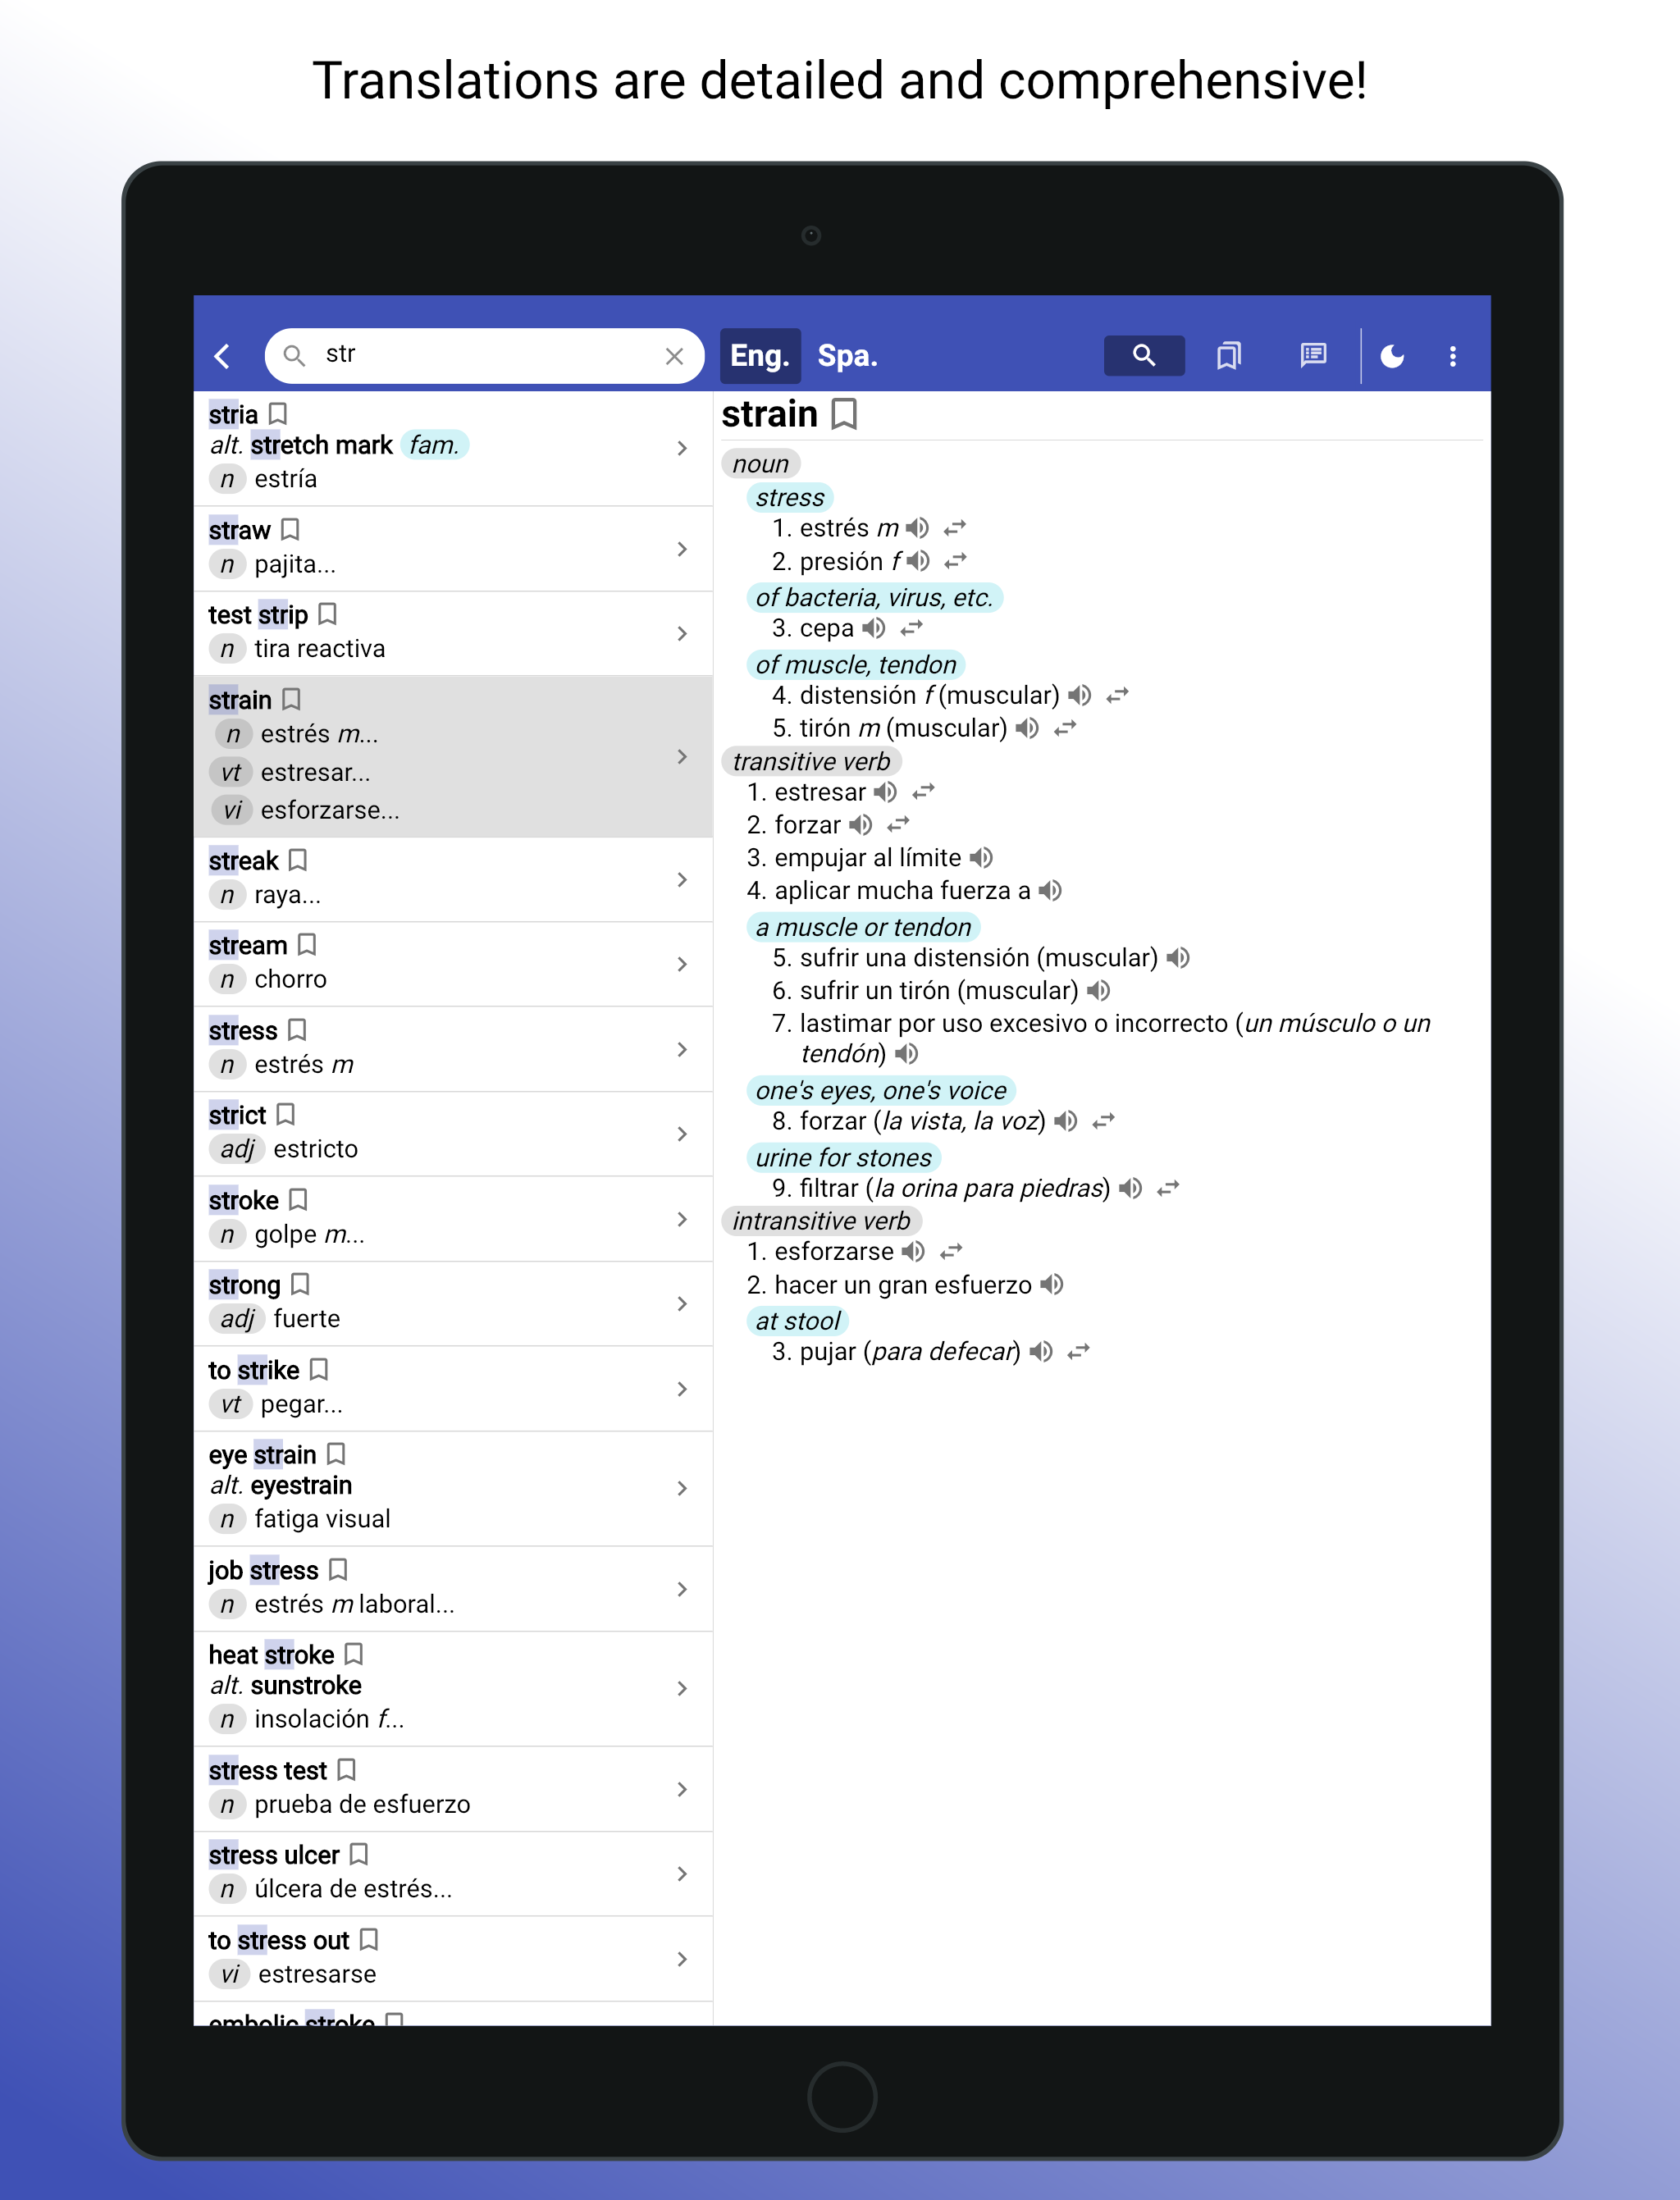 Translations are detailed and comprehensive!
str
Eng. Spa.
stria
alt. stretch mark fam.
n estría
straw
n pajita...
test strip
n tira reactiva
strain
n estrés m...
vt estresar...
vi esforzarse...
streak
n raya...
stream
n chorro
stress
n estrés m
strict
adj estricto
stroke
n golpe m...
strong
adj fuerte
to strike
vt pegar...
eye strain
alt. eyestrain
n fatiga visual
job stress
n estrés m laboral...
heat stroke
alt. sunstroke
n insolación f...
stress test
n prueba de esfuerzo
stress ulcer
n úlcera de estrés...
to stress out
vi estresarse
embolic stroke
strain
noun
stress
1. estrés m
2. presión f
of bacteria, virus, etc.
3. cepa
of muscle, tendon
4. distensión f (muscular)
5. tirón m (muscular)
transitive verb
1. estresar
2. forzar
3. empujar al límite
4. aplicar mucha fuerza a
a muscle or tendon
5. sufrir una distensión (muscular)
6. sufrir un tirón (muscular)
7. lastimar por uso excesivo o incorrecto (un músculo o un
tendón)
one's eyes, one's voice
8. forzar (la vista, la voz)
urine for stones
9. filtrar (la orina para piedras)
intransitive verb
1. esforzarse
2. hacer un gran esfuerzo
at stool
3. pujar (para defecar)